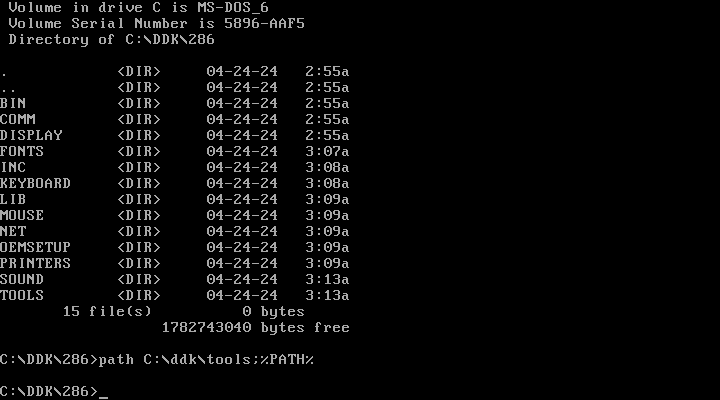 Volume in drive C is MS-DOS_6
Volume Serial Number is 5896-AAF5
Directory of C:\DDK\286
. <DIR> 04-24-24 2:55a
.. <DIR> 04-24-24 2:55a
BIN <DIR> 04-24-24 2:55a
COMM <DIR> 04-24-24 2:55a
DISPLAY <DIR> 04-24-24 2:55a
FONTS <DIR> 04-24-24 3:07a
INC <DIR> 04-24-24 3:08a
KEYBOARD <DIR> 04-24-24 3:08a
LIB <DIR> 04-24-24 3:09a
MOUSE <DIR> 04-24-24 3:09a
NET <DIR> 04-24-24 3:09a
OEMSETUP <DIR> 04-24-24 3:09a
PRINTERS <DIR> 04-24-24 3:09a
SOUND <DIR> 04-24-24 3:13a
TOOLS <DIR> 04-24-24 3:13a
15 file(s) 0 bytes
1782743040 bytes free
C:\DDK\286>path C:\ddk\tools;%PATH%
C:\DDK\286>_